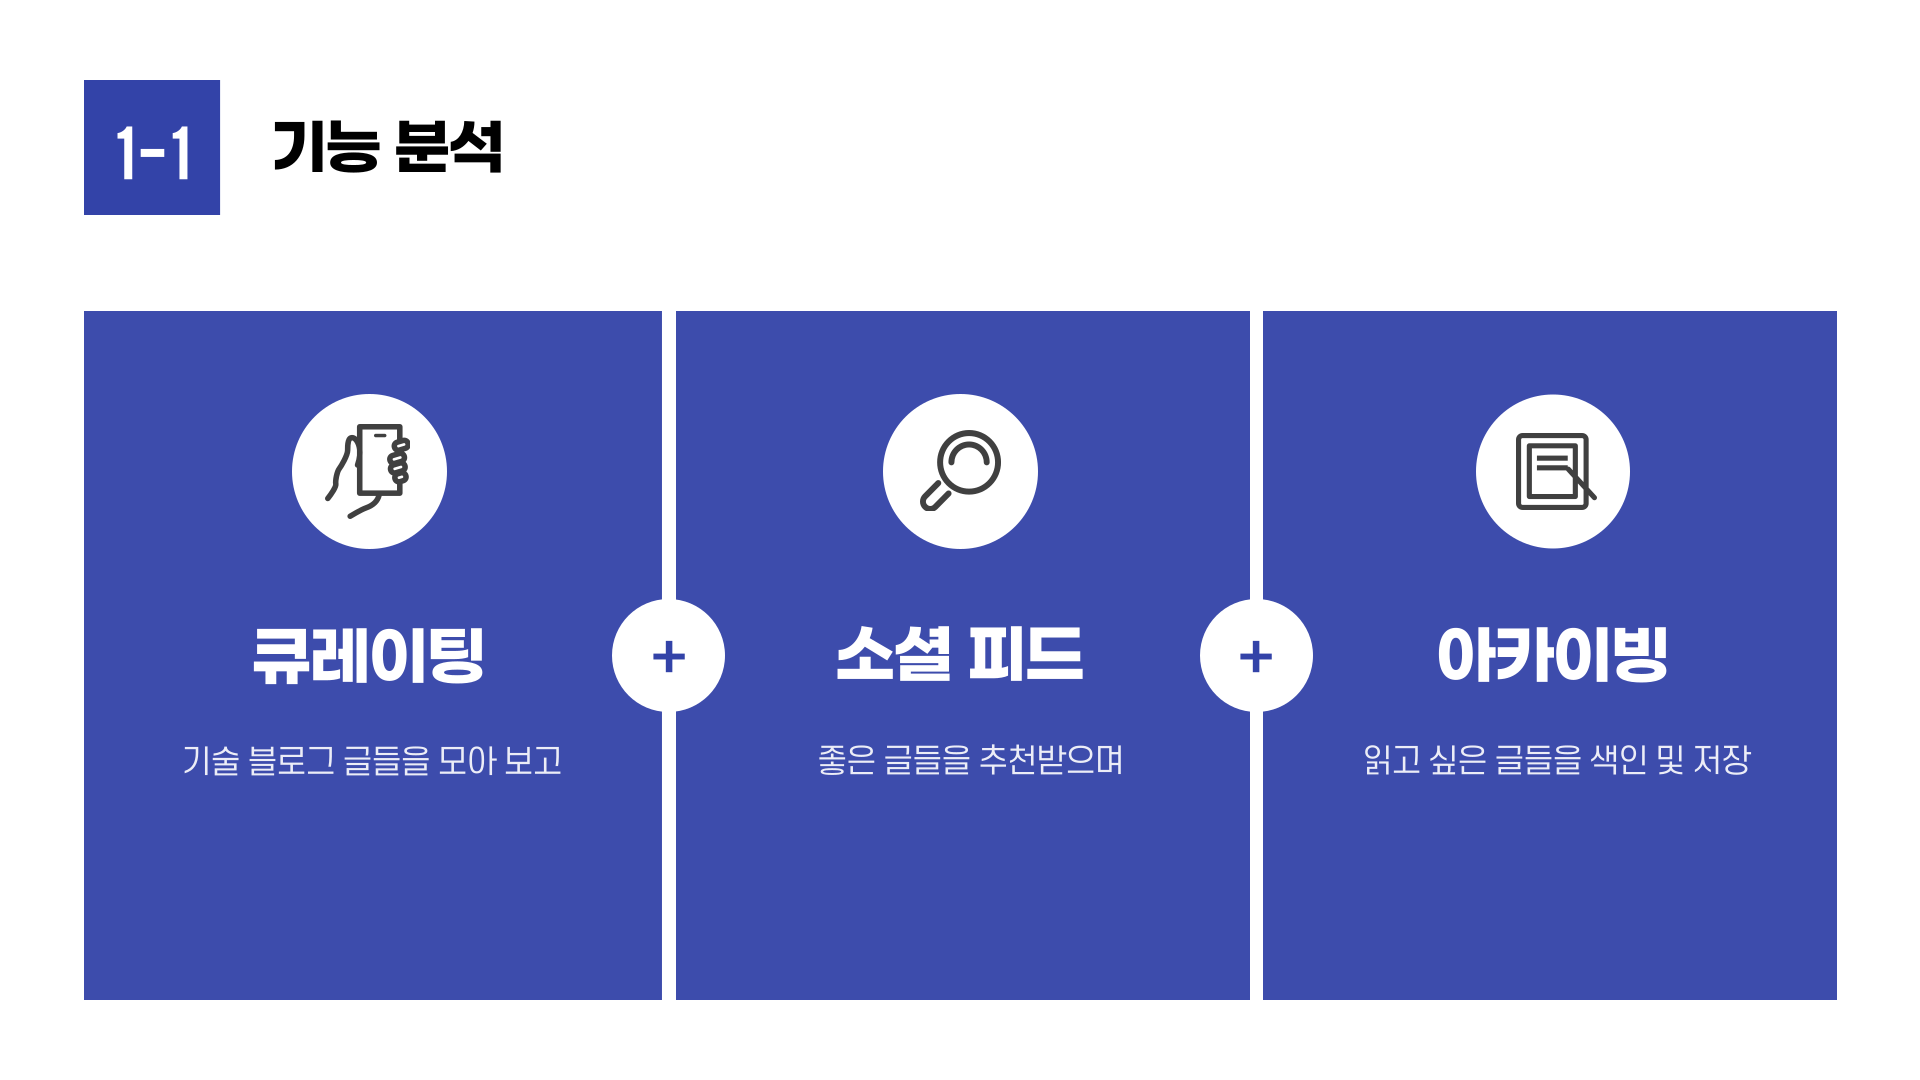 1-1
기능 분석
큐레이팅
기술 블로그 글들을 모아 보고
+
소셜 피드
좋은 글들을 추천받으며
+
아카이빙
읽고 싶은 글들을 색인 및 저장